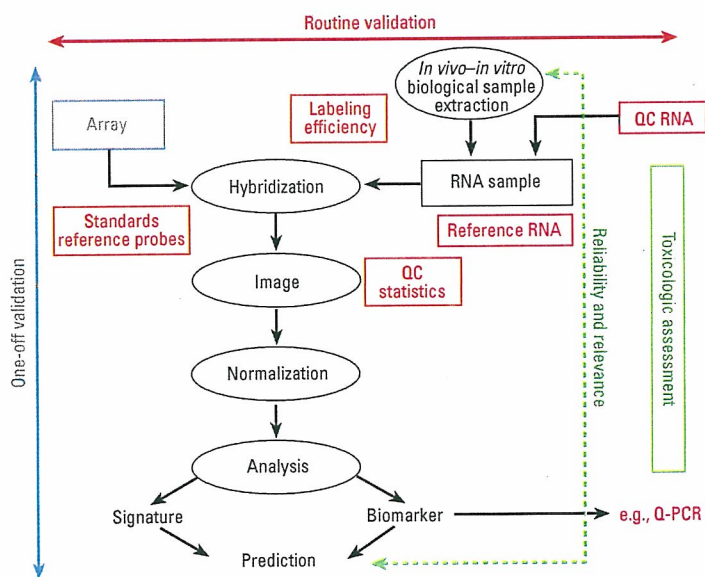 Routine validation
In vivo–in vitro
biological sample
extraction
Array
Labeling
efficiency
QC RNA
Hybridization
RNA sample
Standards
reference probes
Reference RNA
Image
QC
statistics
Normalization
Analysis
Signature
Biomarker
e.g., Q-PCR
Prediction
One-off validation
Reliability and relevance
Toxicologic assessment